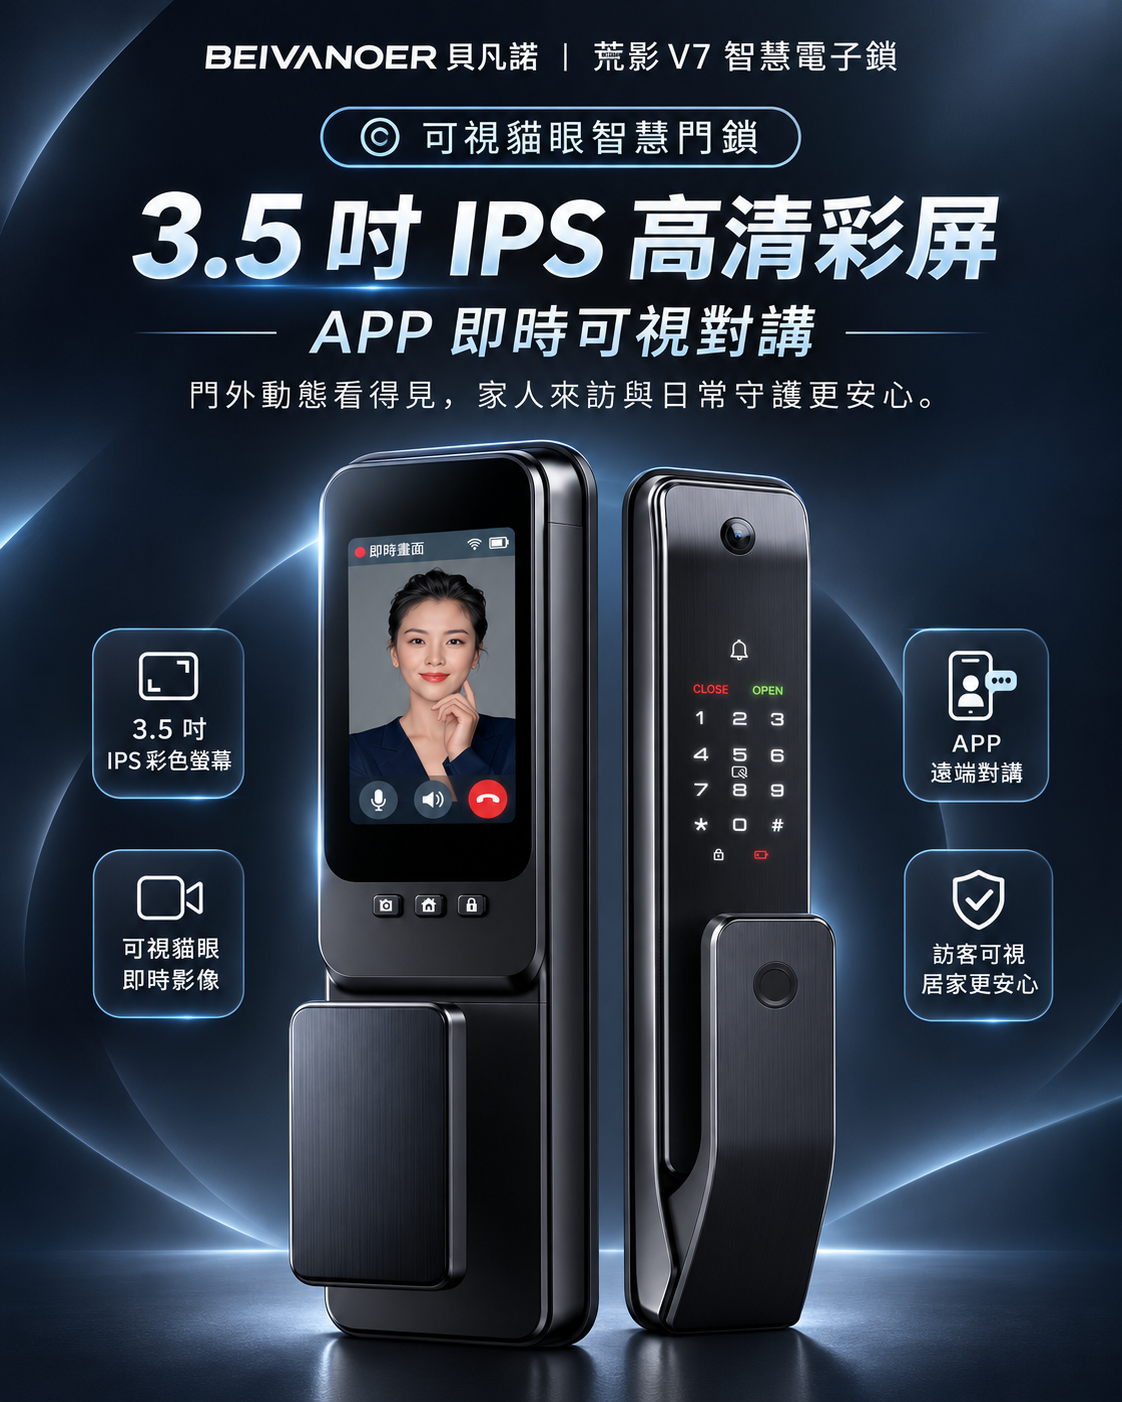 BEIVANOER 貝凡諾 | 荒影 V7 智慧電子鎖
© 可視貓眼智慧門鎖
3.5 吋 IPS 高清彩屏
APP 即時可視對講
門外動態看得見，家人來訪與日常守護更安心。
即時畫面
3.5 吋
IPS 彩色螢幕
可視貓眼
即時影像
CLOSE OPEN
1 2 3
4 5 6
7 8 9
* 0 #
APP
遠端對講
訪客可視
居家更安心